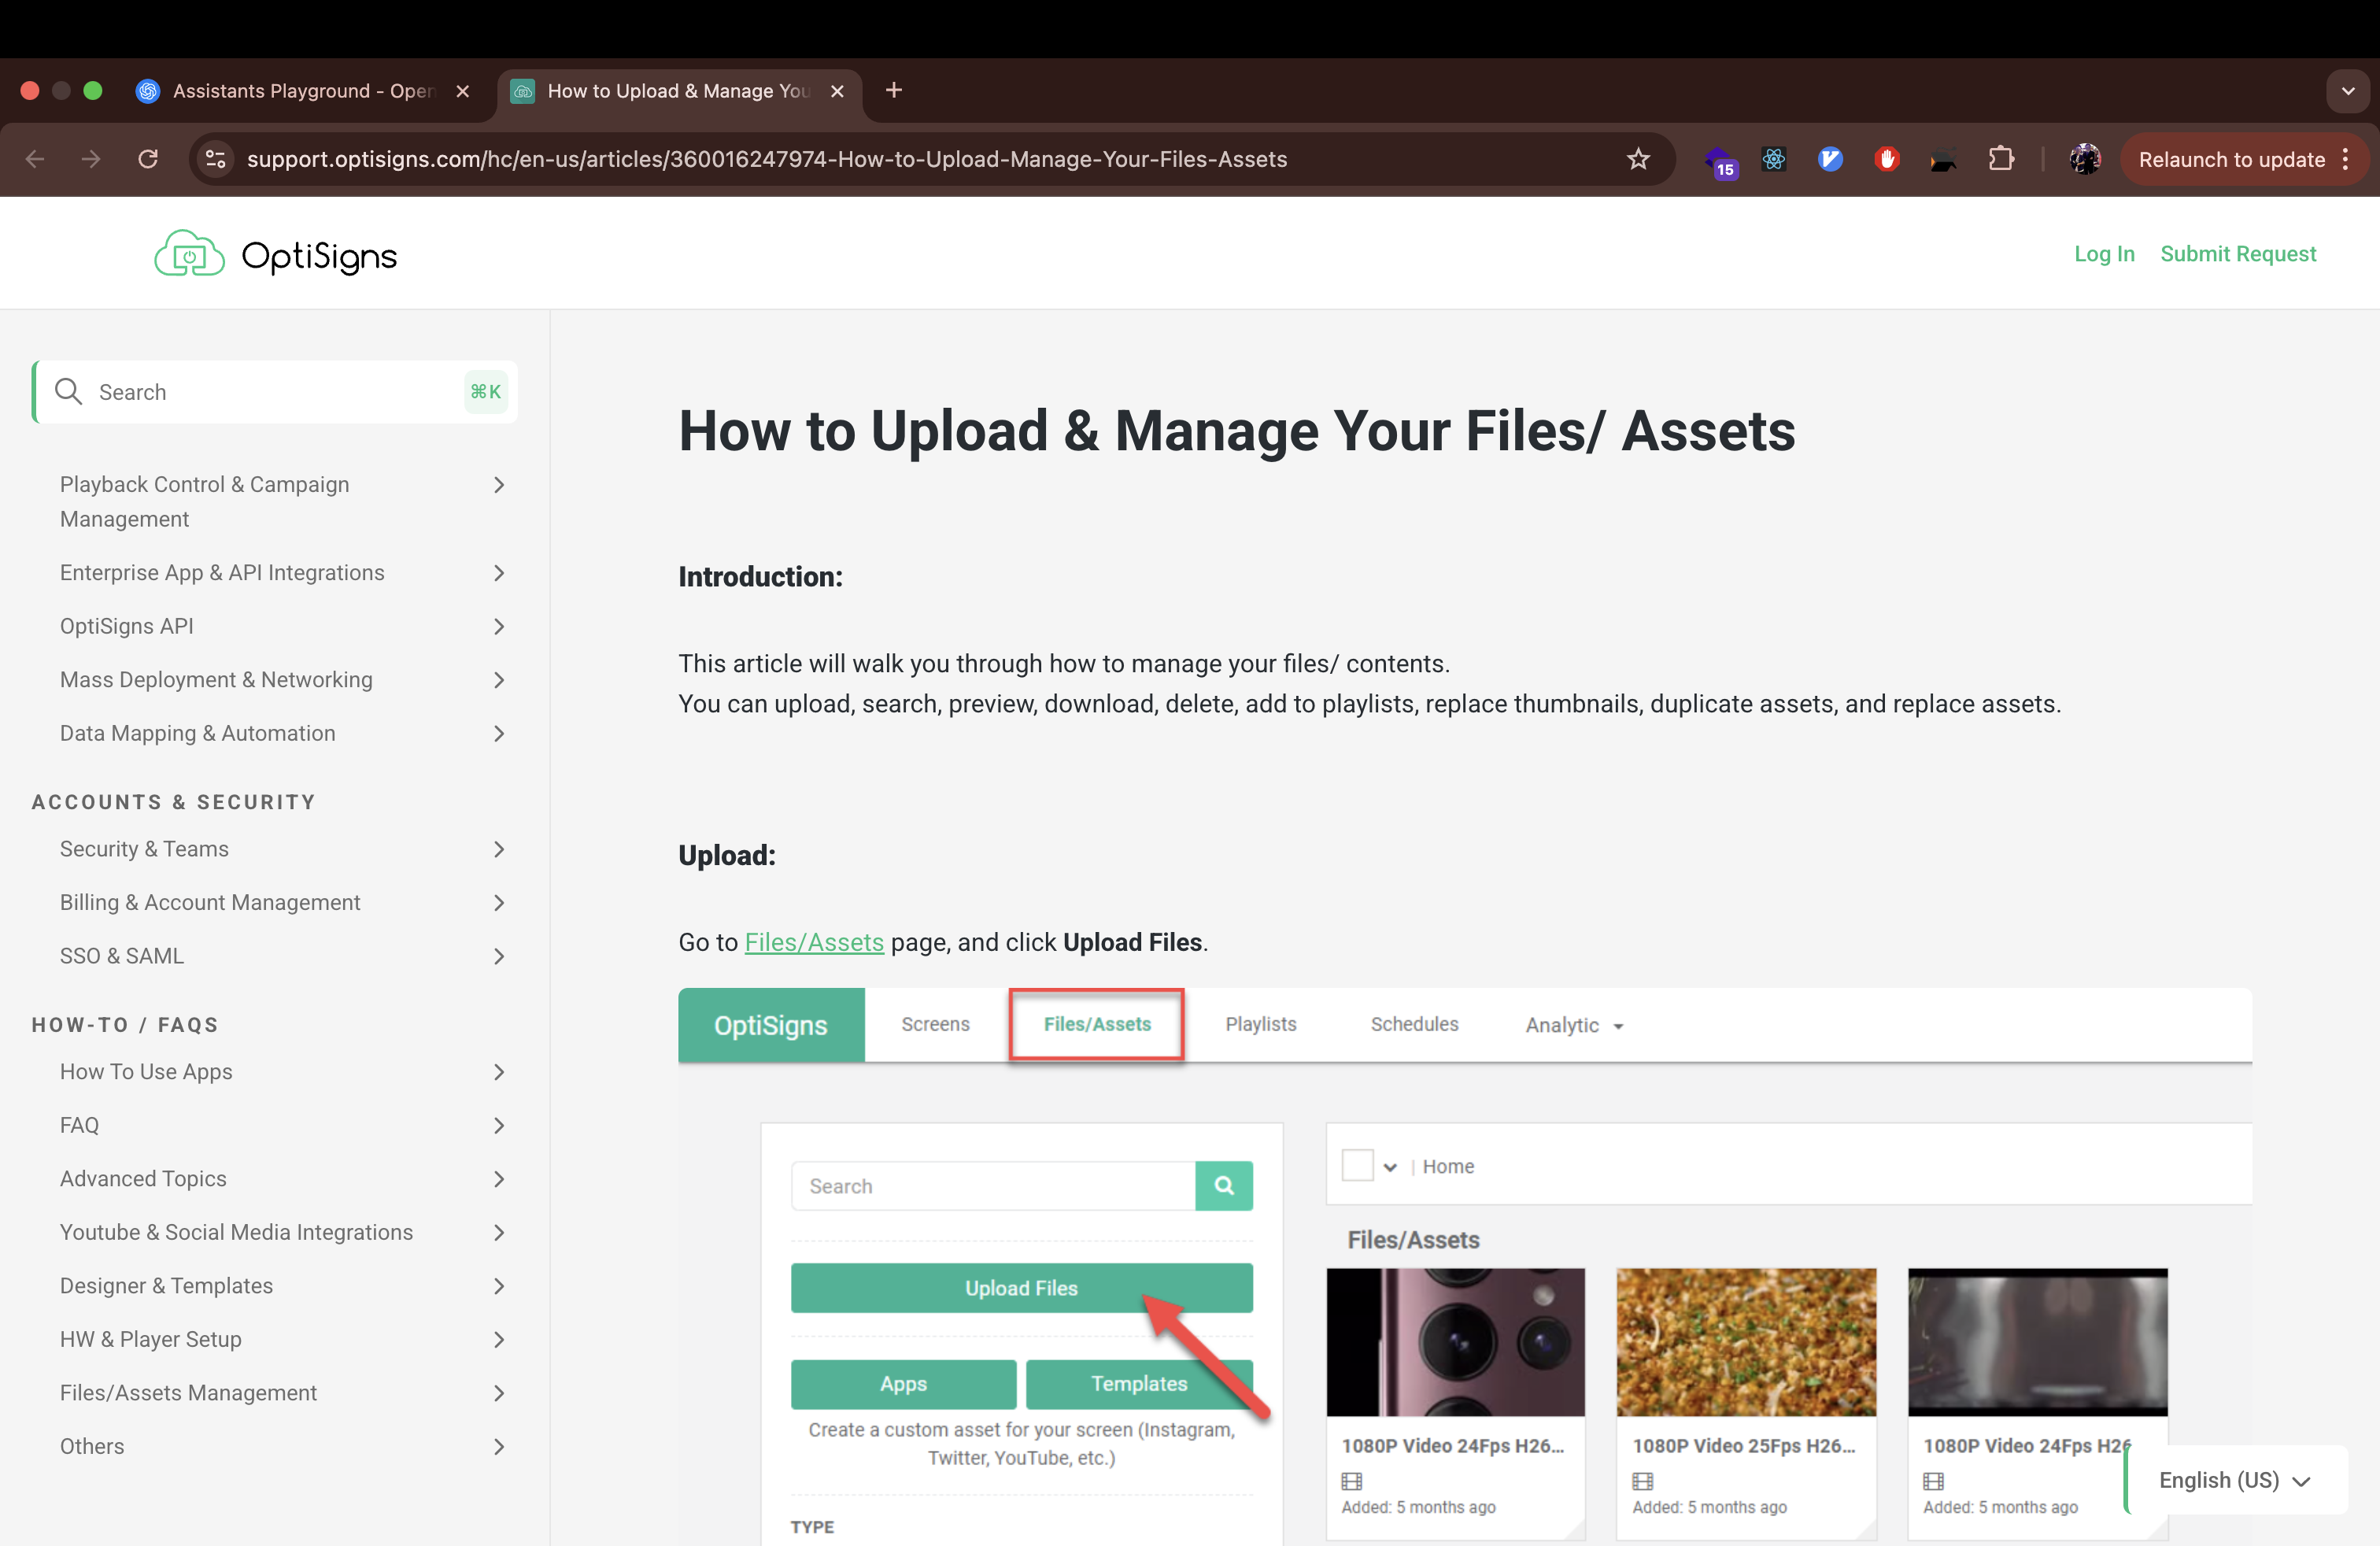 Assistants Playground - Open
How to Upload & Manage You
support.optisigns.com/hc/en-us/articles/360016247974-How-to-Upload-Manage-Your-Files-Assets
15
Relaunch to update
OptiSigns
Log In
Submit Request
Search
⌘K
Playback Control & Campaign
Management
Enterprise App & API Integrations
OptiSigns API
Mass Deployment & Networking
Data Mapping & Automation
ACCOUNTS & SECURITY
Security & Teams
Billing & Account Management
SSO & SAML
HOW-TO / FAQS
How To Use Apps
FAQ
Advanced Topics
Youtube & Social Media Integrations
Designer & Templates
HW & Player Setup
Files/Assets Management
Others
How to Upload & Manage Your Files/ Assets
Introduction:
This article will walk you through how to manage your files/ contents.
You can upload, search, preview, download, delete, add to playlists, replace thumbnails, duplicate assets, and replace assets.
Upload:
Go to Files/Assets page, and click Upload Files.
OptiSigns
Screens
Files/Assets
Playlists
Schedules
Analytic
Search
Upload Files
Apps
Templates
Create a custom asset for your screen (Instagram,
Twitter, YouTube, etc.)
TYPE
Home
Files/Assets
1080P Video 24Fps H26...
Added: 5 months ago
1080P Video 25Fps H26...
Added: 5 months ago
1080P Video 24Fps H26
Added: 5 months ago
English (US)